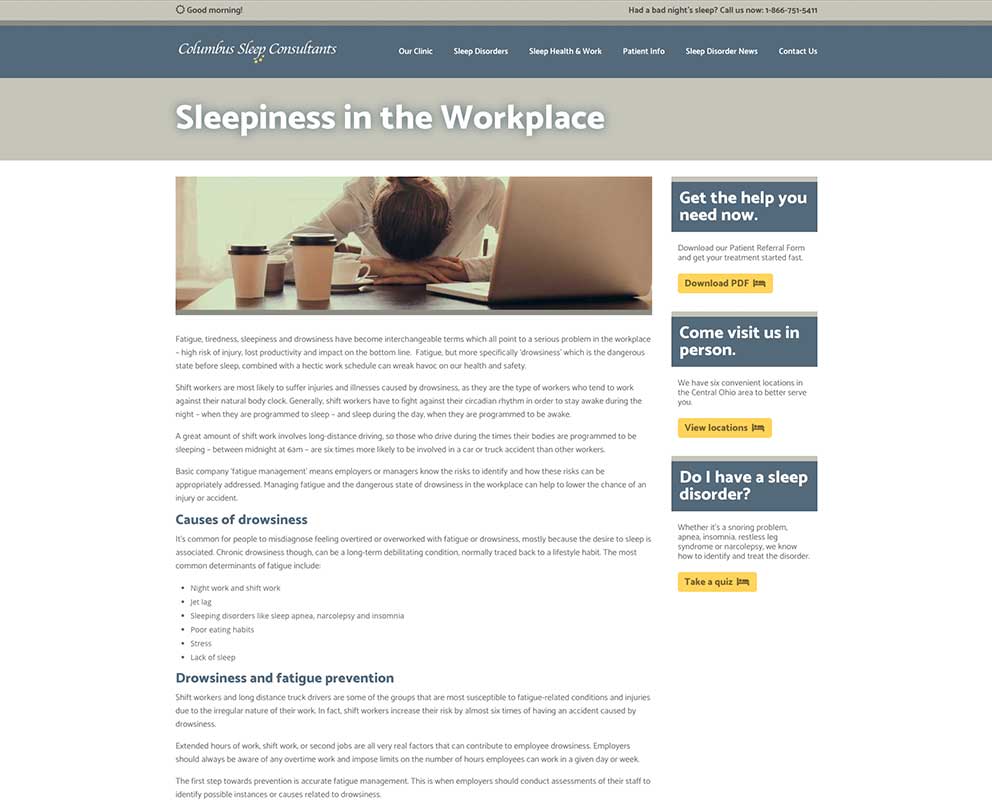 Good morning!
Had a bad night's sleep? Call us now: 1-866-751-5411
Columbus Sleep Consultants
Our Clinic
Sleep Disorders
Sleep Health & Work
Patient Info
Sleep Disorder News
Contact Us
Sleepiness in the Workplace
Fatigue, tiredness, sleepiness and drowsiness have become interchangeable terms which all point to a serious problem in the workplace
– high risk of injury, lost productivity and impact on the bottom line. Fatigue, but more specifically 'drowsiness' which is the dangerous
state before sleep, combined with a hectic work schedule can weak havoc on our health and safety.
Shift workers are most likely to suffer injuries and illnesses caused by drowsiness, as they are the type of workers who tend to work
against their natural body clock. Generally, shift workers have to fight against their circadian rhythm in order to stay awake during the
night – when they are programmed to sleep – and sleep during the day, when they are programmed to be awake.
A great amount of shift work involves long-distance driving, so those who drive during the times their bodies are programmed to be
sleeping – between midnight at 6am – are six times more likely to be involved in a car or truck accident than other workers.
Basic company 'fatigue management' means employers or managers know the risks to identify and how these risks can be
appropriately addressed. Managing fatigue and the dangerous state of drowsiness in the workplace can help to lower the chance of an
injury or accident.
Causes of drowsiness
It's common for people to misdiagnose feeling overtired or overworked with fatigue or drowsiness, mostly because the desire to sleep is
associated. Chronic drowsiness though, can be a long-term debilitating condition, normally traced back to a lifestyle habit. The most
common determinants of fatigue include:
• Night work and shift work
• Jet lag
• Sleeping disorders like sleep apnea, narcolepsy and insomnia
• Poor eating habits
• Stress
• Lack of sleep
Drowsiness and fatigue prevention
Shift workers and long distance truck drivers are some of the groups that are most susceptible to fatigue-related conditions and injuries
due to the irregular nature of their work. In fact, shift workers increase their risk by almost six times of having an accident caused by
drowsiness.
Extended hours of work, shift work, or second jobs are all very real factors that can contribute to employee drowsiness. Employers
should always be aware of any overtime work and impose limits on the number of hours employees can work in a given day or week.
The first step towards prevention is accurate fatigue management. This is when employers should conduct assessments of their staff to
identify possible instances or causes related to drowsiness.
Get the help you
need now.
Download our Patient Referral Form
and get your treatment started fast.
Download PDF
Come visit us in
person.
We have six convenient locations in
the Central Ohio area to better serve
you.
View locations
Do I have a sleep
disorder?
Whether it's a snoring problem,
apnea, insomnia, restless leg
syndrome or narcolepsy, we know
how to identify and treat the disorder.
Take a quiz